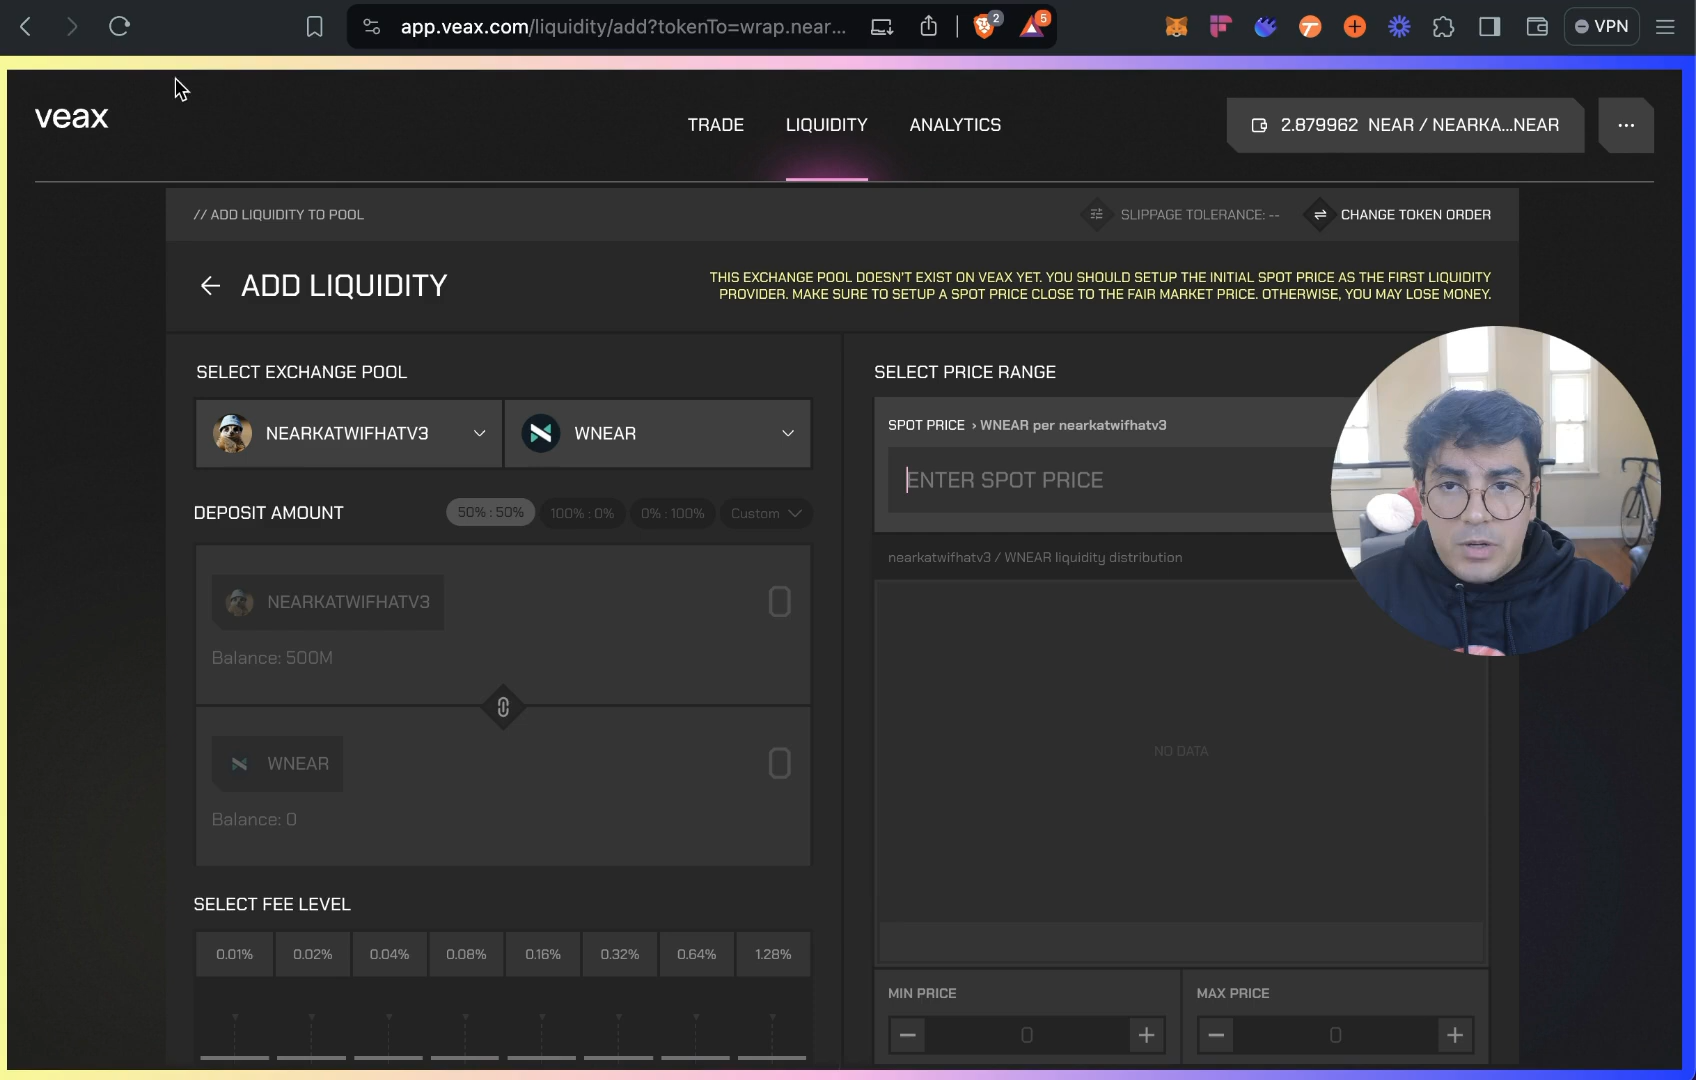 app.veax.com/liquidity/add?tokenTo=wrap.near...
2
5
VPN
veax
TRADE
LIQUIDITY
ANALYTICS
2.879962 NEAR / NEARKA...NEAR
...
// ADD LIQUIDITY TO POOL
SLIPPAGE TOLERANCE: --
CHANGE TOKEN ORDER
ADD LIQUIDITY
THIS EXCHANGE POOL DOESN'T EXIST ON VEAX YET. YOU SHOULD SETUP THE INITIAL SPOT PRICE AS THE FIRST LIQUIDITY
PROVIDER. MAKE SURE TO SETUP A SPOT PRICE CLOSE TO THE FAIR MARKET PRICE. OTHERWISE, YOU MAY LOSE MONEY.
SELECT EXCHANGE POOL
NEARKATWIFHATV3
WNEAR
DEPOSIT AMOUNT
50% : 50%
100% : 0%
0% : 100%
Custom
NEARKATWIFHATV3
0
Balance: 500M
WNEAR
0
Balance: 0
SELECT FEE LEVEL
0.01%
0.02%
0.04%
0.08%
0.16%
0.32%
0.64%
1.28%
SELECT PRICE RANGE
SPOT PRICE › WNEAR per nearkatwifhatv3
ENTER SPOT PRICE
nearkatwifhatv3 / WNEAR liquidity distribution
NO DATA
MIN PRICE
− 0 +
MAX PRICE
− 0 +